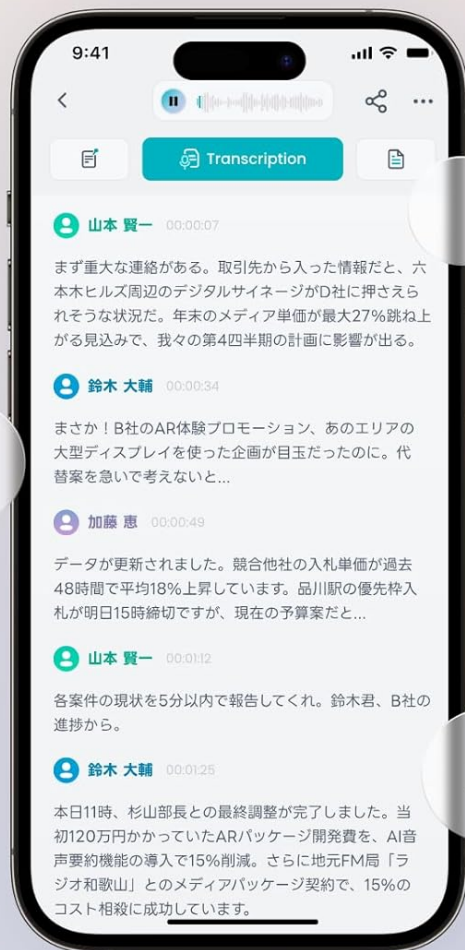 9:41
Transcription
山本 賢一 00:00:07
まず重大な連絡がある。取引先から入った情報だと、六
本木ヒルズ周辺のデジタルサイネージがD社に押さえら
れそうな状況だ。年末のメディア単価が最大27%跳ね上
がる見込みで、我々の第4四半期の計画に影響が出る。
鈴木 大輔 00:00:34
まさか！B社のAR体験プロモーション、あのエリアの
大型ディスプレイを使った企画が目玉だったのに。代
替案を急いで考えないと...
加藤 恵 00:00:49
データが更新されました。競合他社の入札単価が過去
48時間で平均18%上昇しています。品川駅の優先枠入
札が明日15時締切ですが、現在の予算案だと...
山本 賢一 00:01:12
各案件の現状を5分以内で報告してくれ。鈴木君、B社の
進捗から。
鈴木 大輔 00:01:25
本日11時、杉山部長との最終調整が完了しました。当
初120万円かかっていたARパッケージ開発費を、AI音
声要約機能の導入で15%削減。さらに地元FM局「ラ
ジオ和歌山」とのメディアパッケージ契約で、15%の
コスト相殺に成功しています。